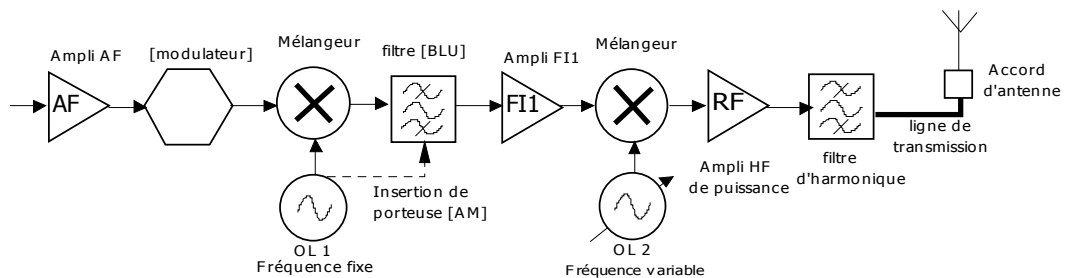 Ampli AF
[modulateur]
Mélangeur
filtre [BLU]
Ampli FI1
Mélangeur
Accord
d'antenne
AF
FI1
RF
ligne de
transmission
filtre
d'harmonique
Ampli HF
de puissance
Insertion de
porteuse [AM]
OL 1
Fréquence fixe
OL 2
Fréquence variable